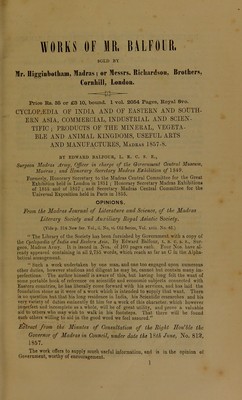 WORKS OF MR. BALFOUR.
SOLD BY
Mr. Higginbotham, Madras; or Messrs. Richardson, Brothers,
Cornhill, London.
Price Rs. 35 or £3 10, bound. 1 vol. 2054 Pages, Royal 8vo.
CYCLOPÆDIA OF INDIA AND OF EASTERN AND SOUTH-
ERN ASIA, COMMERCIAL, INDUSTRIAL AND SCIEN-
TIFIC; PRODUCTS OF THE MINERAL, VEGETA-
BLE AND ANIMAL KINGDOMS, USEFUL ARTS
AND MANUFACTURES, MADRAS 1857-8.
BY EDWARD BALFOUR, L. R. C. S. E.,
Surgeon Madras Army, Officer in charge of the Government Central Museum,
Madras; and Honorary Secretary Madras Exhibition of 1859.
Formerly, Honorary Secretary to the Madras Central Committee for the Great
Exhibition held in London in 1851; Honorary Secretary Madras Exhibitions
of 1855 and of 1857; and Honorary Secretary Madras Central Committee for the
Universal Exposition held in Paris in 1855.
OPINIONS.
From the Madras Journal of Literature and Science, of the Madras
Literary Society and Auxiliary Royal Asiatic Society.
"The Library of the Society has been furnished by Government with a copy of
the Cyclopædia of India and Eastern Asia, By Edward Balfour, L. R. C. S. E., Sur-
geon Madras Army. It is issued in Nos. of 100 pages each. Four Nos. have al-
ready appeared containing in all 2,751 words, which reach as far as C in the Alpha-
betical arrangement.
"Such a work undertaken by one man, and one too engaged upon numerous
other duties, however studious and diligent he may be, cannot but contain many im-
perfections. The author himself is aware of this, but having long felt the want of
some portable book of reference on scientific and economic subjects connected with
Eastern countries, he has liberally come forward with his services, and has laid the
foundation stone as it were of a work which is intended to supply that want. There
is no question but that his long residence in India, his Scientific researches and his
very variety of duties eminently fit him for a work of this character, which however
imperfect and incomplete as a whole, will be of great utility, and prove a valuable
aid to others who may wish to walk in his footsteps. That there will be found
such others willing to aid in the good word we feel assured."
Extract from the Minutes of Consultation of the Right Hon'ble the
Governor of Madras in Council, under date the 18th June, No. 813,
1857.
The work offers to supply much useful information, and is in the opinion of
Government, worthy of encouragement.
1